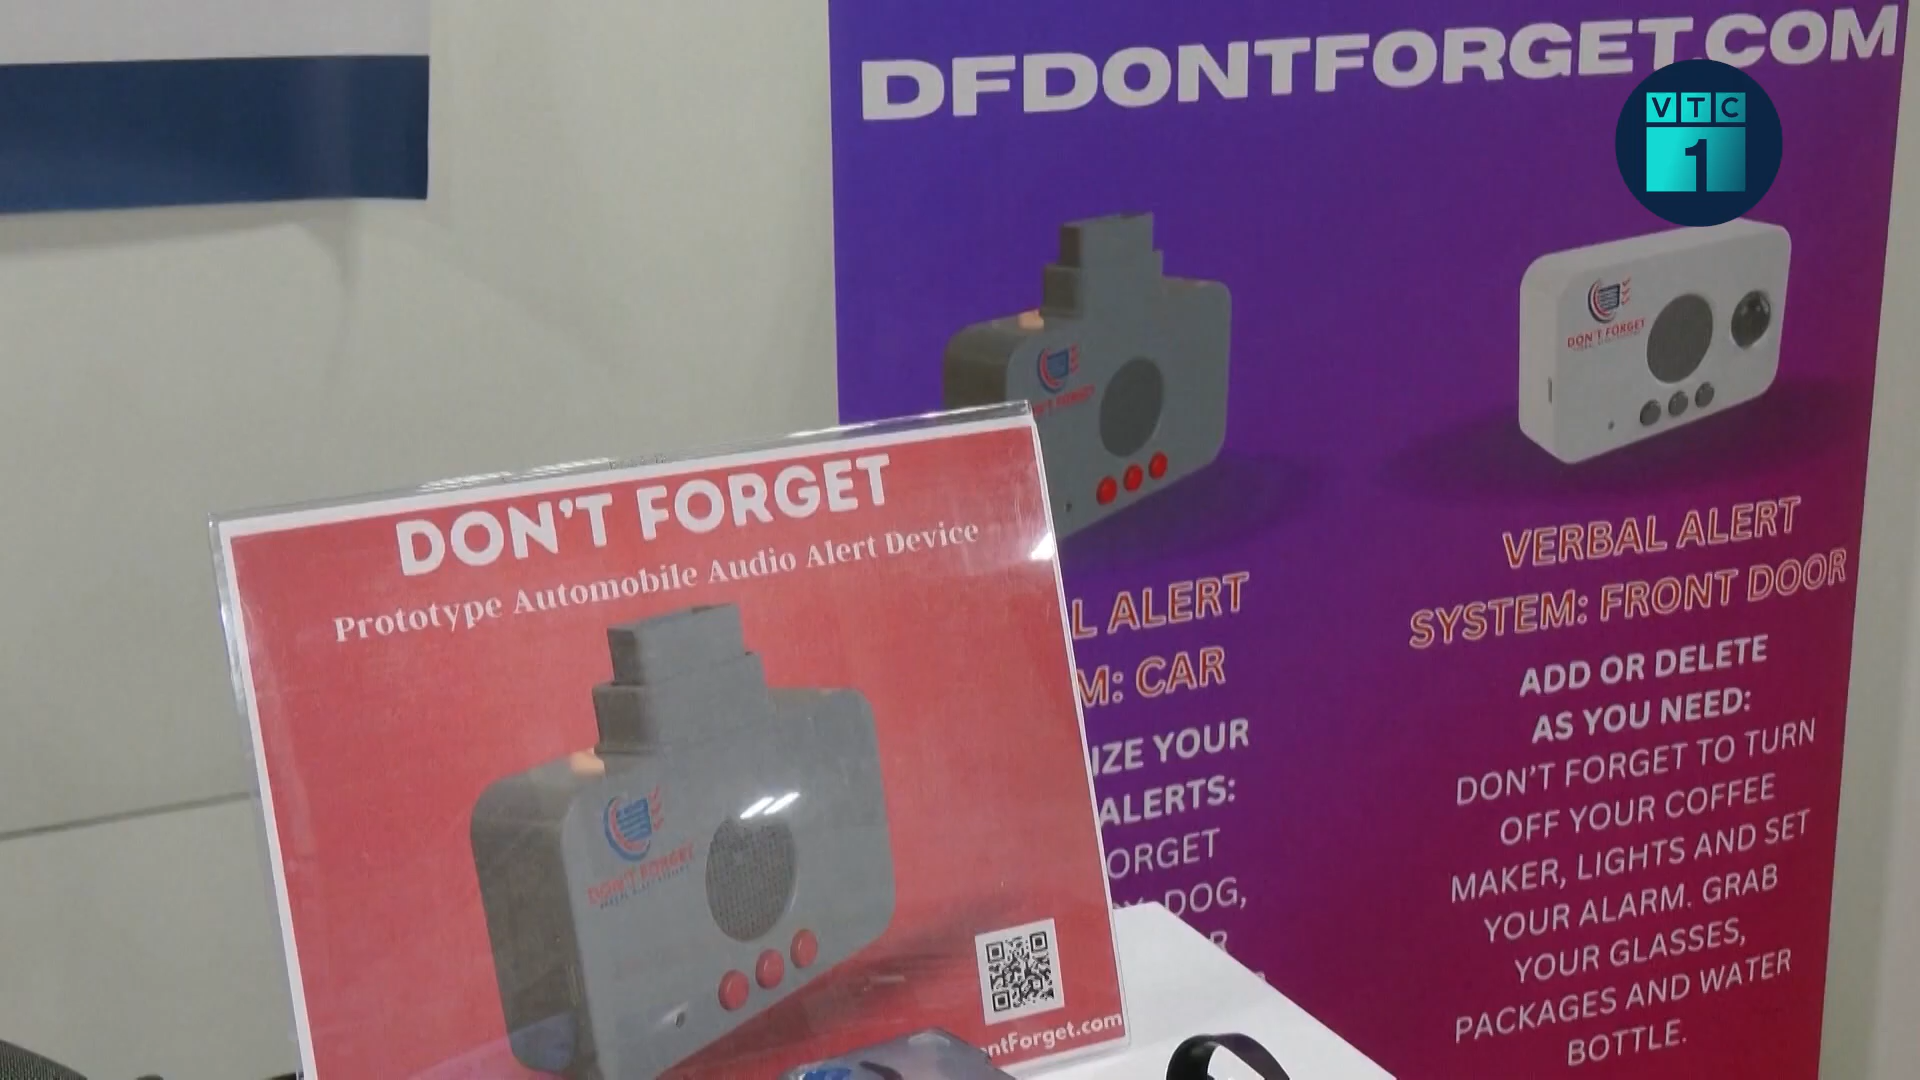 DFDONTFORGET.COM
VTC
1
DON'T FORGET
DON'T FORGET
Prototype Automobile Audio Alert Device
DON'T FORGET
ntForget.com
L ALERT
M: CAR
IZE YOUR
ALERTS:
ORGET
DOG,
R
DON'T FORGET
VERBAL ALERT
SYSTEM: FRONT DOOR
ADD OR DELETE
AS YOU NEED:
DON'T FORGET TO TURN
OFF YOUR COFFEE
MAKER, LIGHTS AND SET
YOUR ALARM. GRAB
YOUR GLASSES,
PACKAGES AND WATER
BOTTLE.